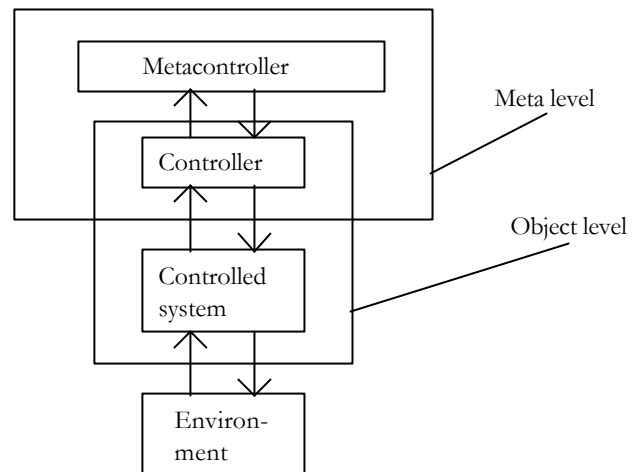 Metacontroller
Meta level
Controller
Object level
Controlled
system
Environ-
ment